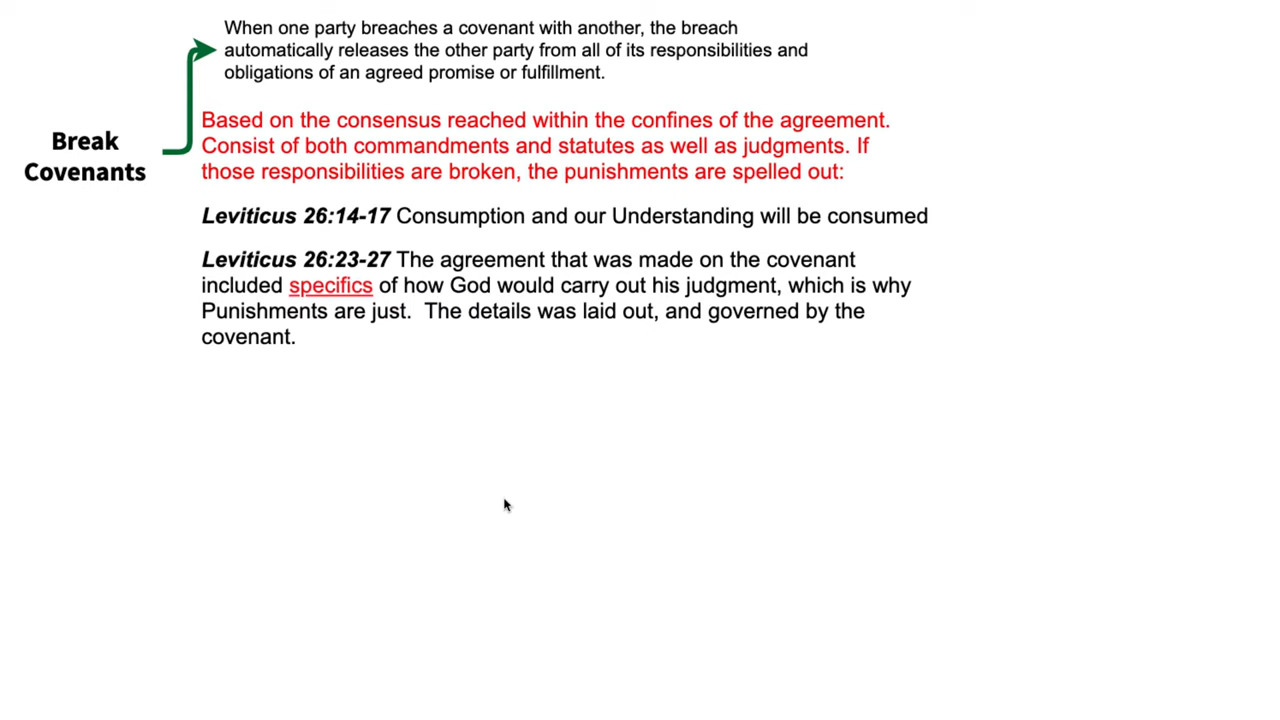 When one party breaches a covenant with another, the breach
automatically releases the other party from all of its responsibilities and
obligations of an agreed promise or fulfillment.
Break
Covenants
Based on the consensus reached within the confines of the agreement.
Consist of both commandments and statutes as well as judgments. If
those responsibilities are broken, the punishments are spelled out:
Leviticus 26:14-17 Consumption and our Understanding will be consumed
Leviticus 26:23-27 The agreement that was made on the covenant
included specifics of how God would carry out his judgment, which is why
Punishments are just.  The details was laid out, and governed by the
covenant.